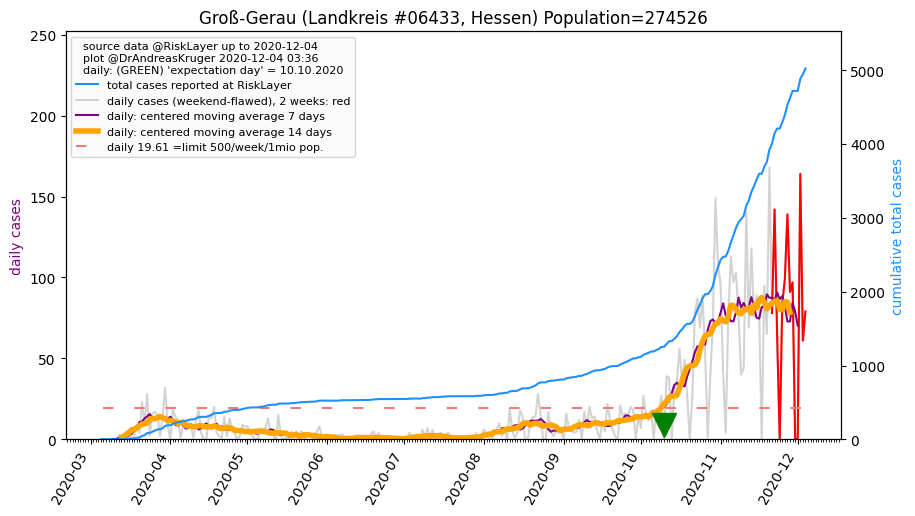 Groß-Gerau (Landkreis #06433, Hessen) Population=274526
source data @RiskLayer up to 2020-12-04
plot @DrAndreasKruger 2020-12-04 03:36
daily: (GREEN) 'expectation day' = 10.10.2020
total cases reported at RiskLayer
daily cases (weekend-flawed), 2 weeks: red
daily: centered moving average 7 days
daily: centered moving average 14 days
daily 19.61 =limit 500/week/1mio pop.
daily cases
250
200
150
100
50
0
cumulative total cases
5000
4000
3000
2000
1000
0
2020-03
2020-04
2020-05
2020-06
2020-07
2020-08
2020-09
2020-10
2020-11
2020-12